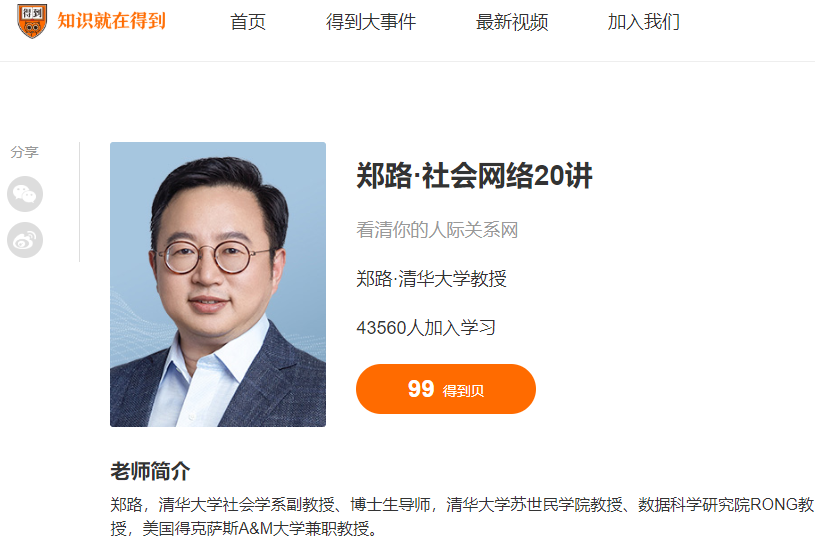 得到
知识就在得到
首页 得到大事件 最新视频 加入我们
分享
郑路·社会网络20讲
看清你的人际关系网
郑路·清华大学教授
43560人加入学习
99 得到贝
老师简介
郑路，清华大学社会学系副教授、博士生导师，清华大学苏世民学院教授、数据科学研究院RONG教
授，美国得克萨斯A&M大学兼职教授。